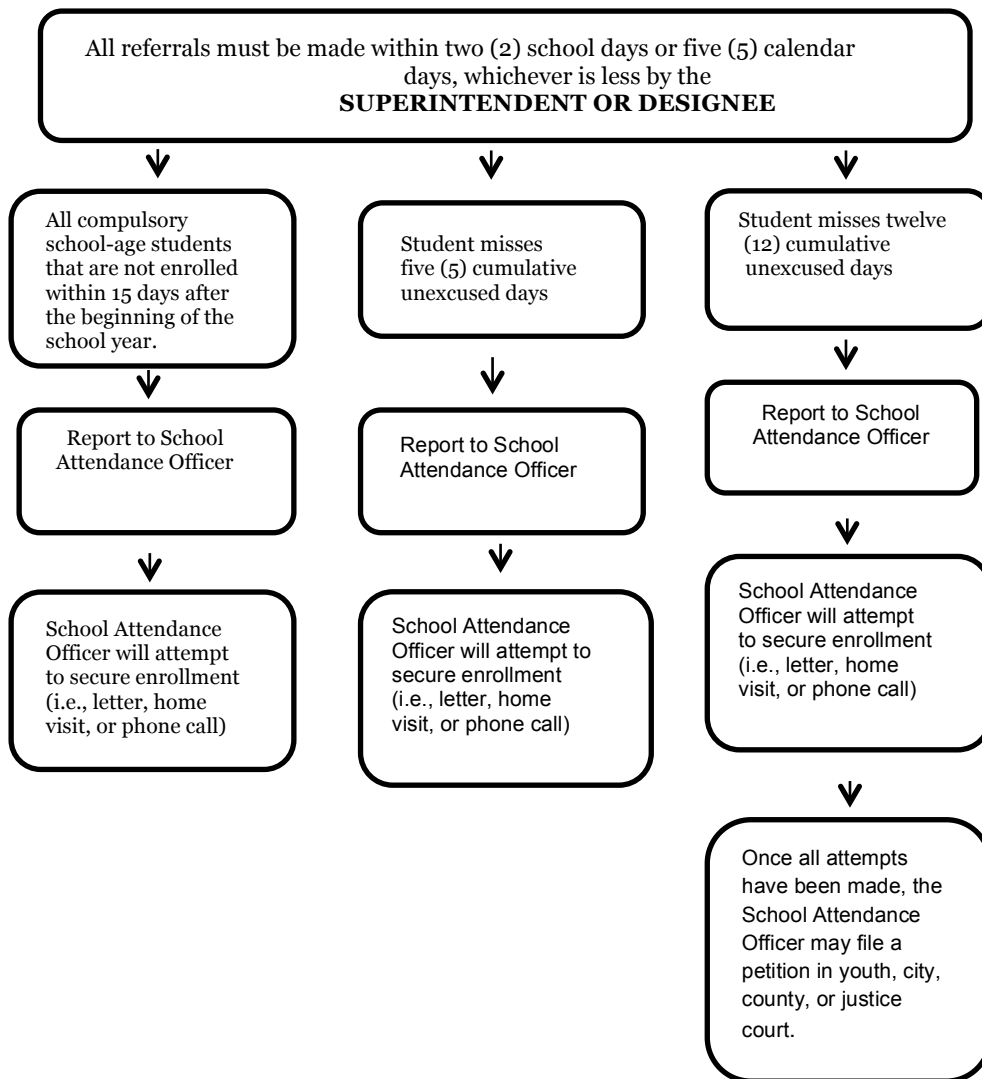 All referrals must be made within two (2) school days or five (5) calendar
days, whichever is less by the
SUPERINTENDENT OR DESIGNEE
All compulsory
school-age students
that are not enrolled
within 15 days after
the beginning of the
school year.
Report to School
Attendance Officer
School Attendance
Officer will attempt
to secure enrollment
(i.e., letter, home
visit, or phone call)
Student misses
five (5) cumulative
unexcused days
Report to School
Attendance Officer
School Attendance
Officer will attempt to
secure enrollment
(i.e., letter, home
visit, or phone call)
Student misses twelve
(12) cumulative
unexcused days
Report to School
Attendance Officer
School Attendance
Officer will attempt
to secure enrollment
(i.e., letter, home
visit, or phone call)
Once all attempts
have been made, the
School Attendance
Officer may file a
petition in youth, city,
county, or justice
court.